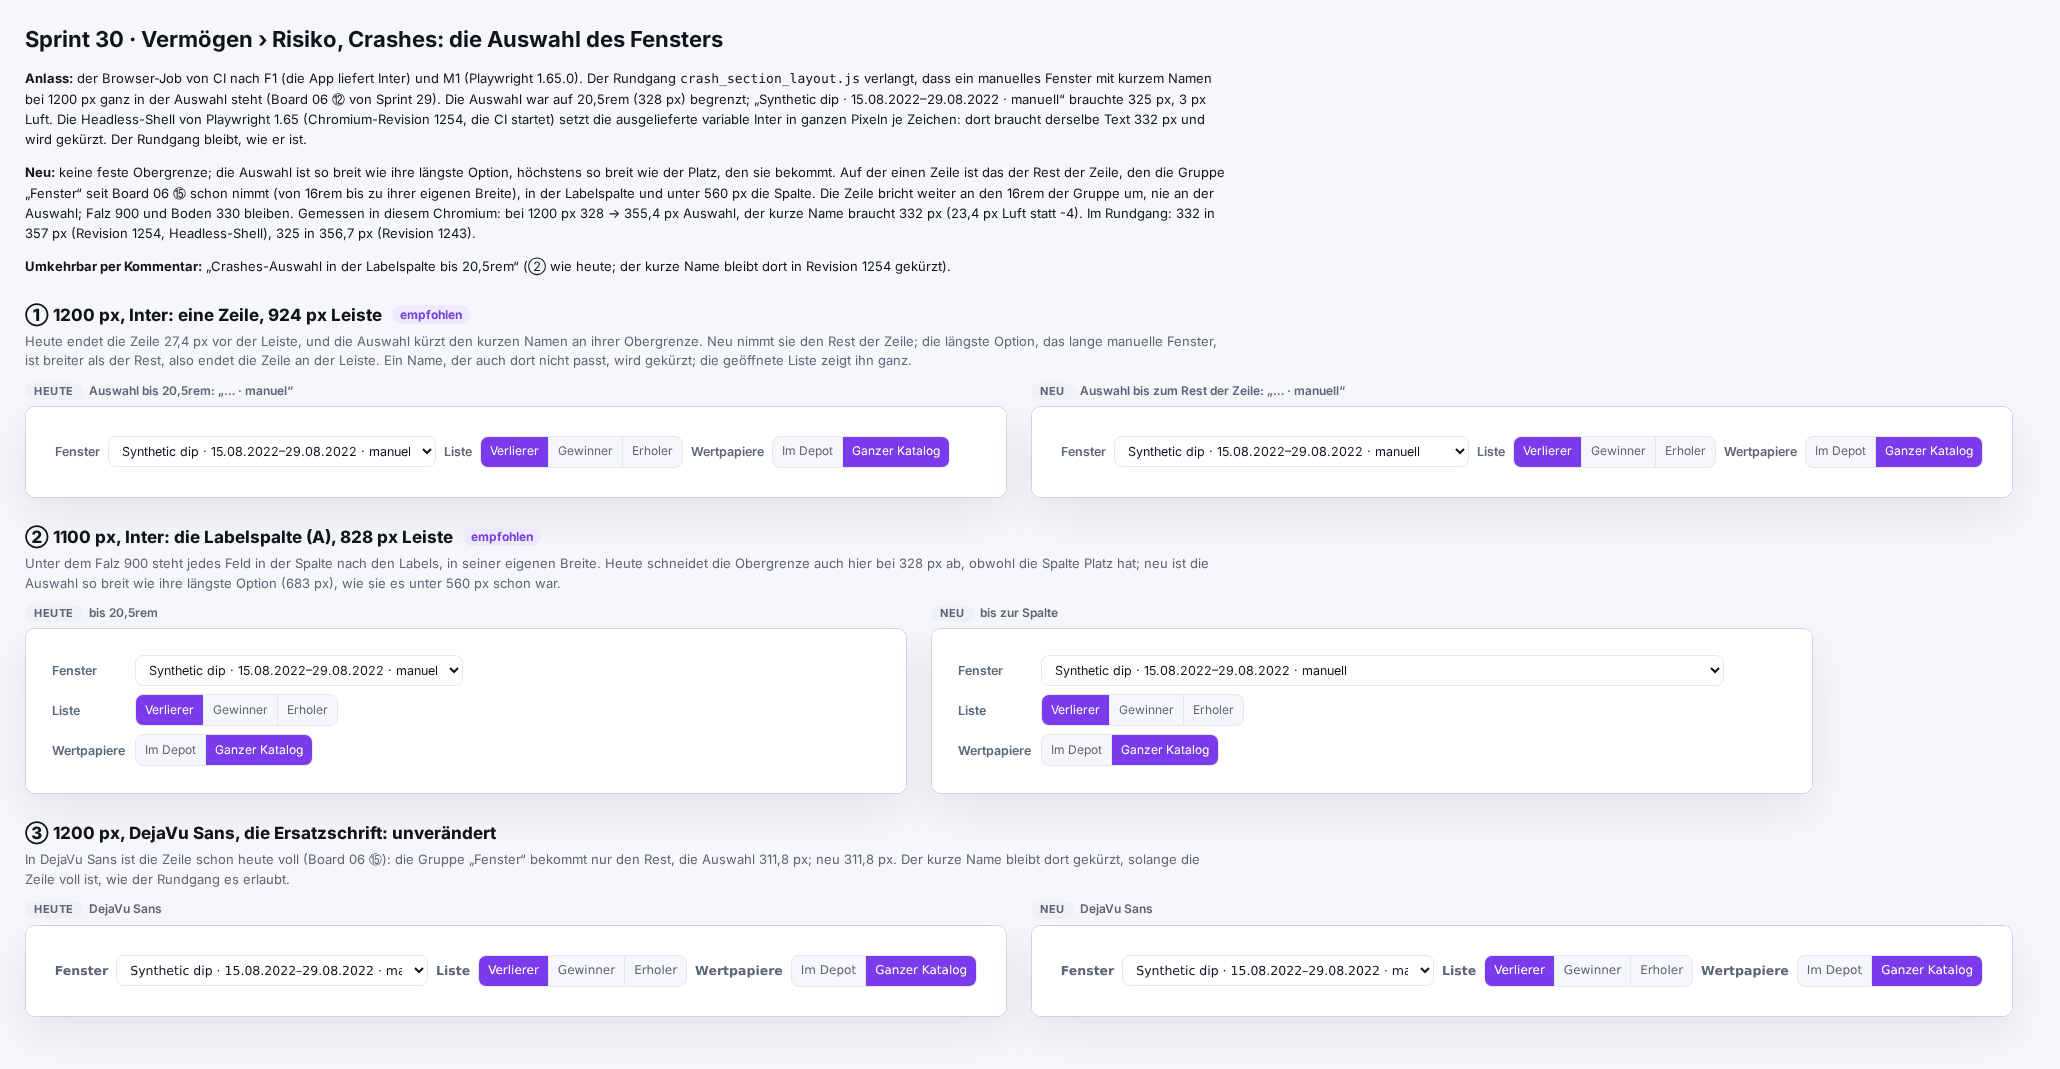 Sprint 30 · Vermögen › Risiko, Crashes: die Auswahl des Fensters
Anlass: der Browser-Job von CI nach F1 (die App liefert Inter) und M1 (Playwright 1.65.0). Der Rundgang crash_section_layout.js verlangt, dass ein manuelles Fenster mit kurzem Namen
bei 1200 px ganz in der Auswahl steht (Board 06 ⑫ von Sprint 29). Die Auswahl war auf 20,5rem (328 px) begrenzt; „Synthetic dip · 15.08.2022–29.08.2022 · manuell“ brauchte 325 px, 3 px
Luft. Die Headless-Shell von Playwright 1.65 (Chromium-Revision 1254, die CI startet) setzt die ausgelieferte variable Inter in ganzen Pixeln je Zeichen: dort braucht derselbe Text 332 px und
wird gekürzt. Der Rundgang bleibt, wie er ist.
Neu: keine feste Obergrenze; die Auswahl ist so breit wie ihre längste Option, höchstens so breit wie der Platz, den sie bekommt. Auf der einen Zeile ist das der Rest der Zeile, den die Gruppe
„Fenster“ seit Board 06 ⑮ schon nimmt (von 16rem bis zu ihrer eigenen Breite), in der Labelspalte und unter 560 px die Spalte. Die Zeile bricht weiter an den 16rem der Gruppe um, nie an der
Auswahl; Falz 900 und Boden 330 bleiben. Gemessen in diesem Chromium: bei 1200 px 328 → 355,4 px Auswahl, der kurze Name braucht 332 px (23,4 px Luft statt -4). Im Rundgang: 332 in
357 px (Revision 1254, Headless-Shell), 325 in 356,7 px (Revision 1243).
Umkehrbar per Kommentar: „Crashes-Auswahl in der Labelspalte bis 20,5rem“ (② wie heute; der kurze Name bleibt dort in Revision 1254 gekürzt).
① 1200 px, Inter: eine Zeile, 924 px Leiste empfohlen
Heute endet die Zeile 27,4 px vor der Leiste, und die Auswahl kürzt den kurzen Namen an ihrer Obergrenze. Neu nimmt sie den Rest der Zeile; die längste Option, das lange manuelle Fenster,
ist breiter als der Rest, also endet die Zeile an der Leiste. Ein Name, der auch dort nicht passt, wird gekürzt; die geöffnete Liste zeigt ihn ganz.
HEUTE Auswahl bis 20,5rem: „… · manuel“
Fenster Synthetic dip · 15.08.2022–29.08.2022 · manuel Liste Verlierer Gewinner Erholer Wertpapiere Im Depot Ganzer Katalog
NEU Auswahl bis zum Rest der Zeile: „… · manuell“
Fenster Synthetic dip · 15.08.2022–29.08.2022 · manuell Liste Verlierer Gewinner Erholer Wertpapiere Im Depot Ganzer Katalog
② 1100 px, Inter: die Labelspalte (A), 828 px Leiste empfohlen
Unter dem Falz 900 steht jedes Feld in der Spalte nach den Labels, in seiner eigenen Breite. Heute schneidet die Obergrenze auch hier bei 328 px ab, obwohl die Spalte Platz hat; neu ist die
Auswahl so breit wie ihre längste Option (683 px), wie sie es unter 560 px schon war.
HEUTE bis 20,5rem
Fenster Synthetic dip · 15.08.2022–29.08.2022 · manuel
Liste Verlierer Gewinner Erholer
Wertpapiere Im Depot Ganzer Katalog
NEU bis zur Spalte
Fenster Synthetic dip · 15.08.2022–29.08.2022 · manuell
Liste Verlierer Gewinner Erholer
Wertpapiere Im Depot Ganzer Katalog
③ 1200 px, DejaVu Sans, die Ersatzschrift: unverändert
In DejaVu Sans ist die Zeile schon heute voll (Board 06 ⑮): die Gruppe „Fenster“ bekommt nur den Rest, die Auswahl 311,8 px; neu 311,8 px. Der kurze Name bleibt dort gekürzt, solange die
Zeile voll ist, wie der Rundgang es erlaubt.
HEUTE DejaVu Sans
Fenster Synthetic dip · 15.08.2022–29.08.2022 · ma Liste Verlierer Gewinner Erholer Wertpapiere Im Depot Ganzer Katalog
NEU DejaVu Sans
Fenster Synthetic dip · 15.08.2022–29.08.2022 · ma Liste Verlierer Gewinner Erholer Wertpapiere Im Depot Ganzer Katalog